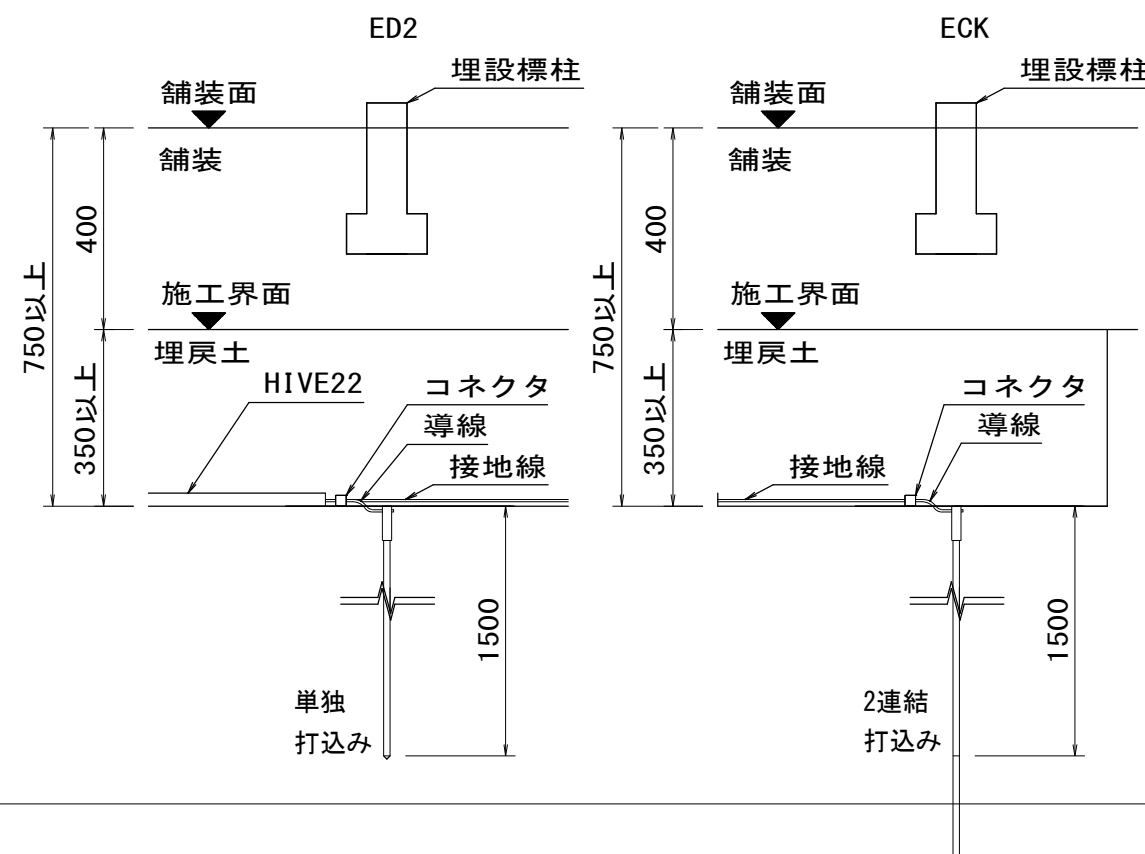 ED2
埋設標柱
舗装面
舗装
400
750以上
施工界面
埋戻土
350以上
HIVE22
コネクタ
導線
接地線
1500
単独
打込み
ECK
埋設標柱
舗装面
舗装
400
750以上
施工界面
埋戻土
350以上
コネクタ
導線
接地線
1500
2連結
打込み